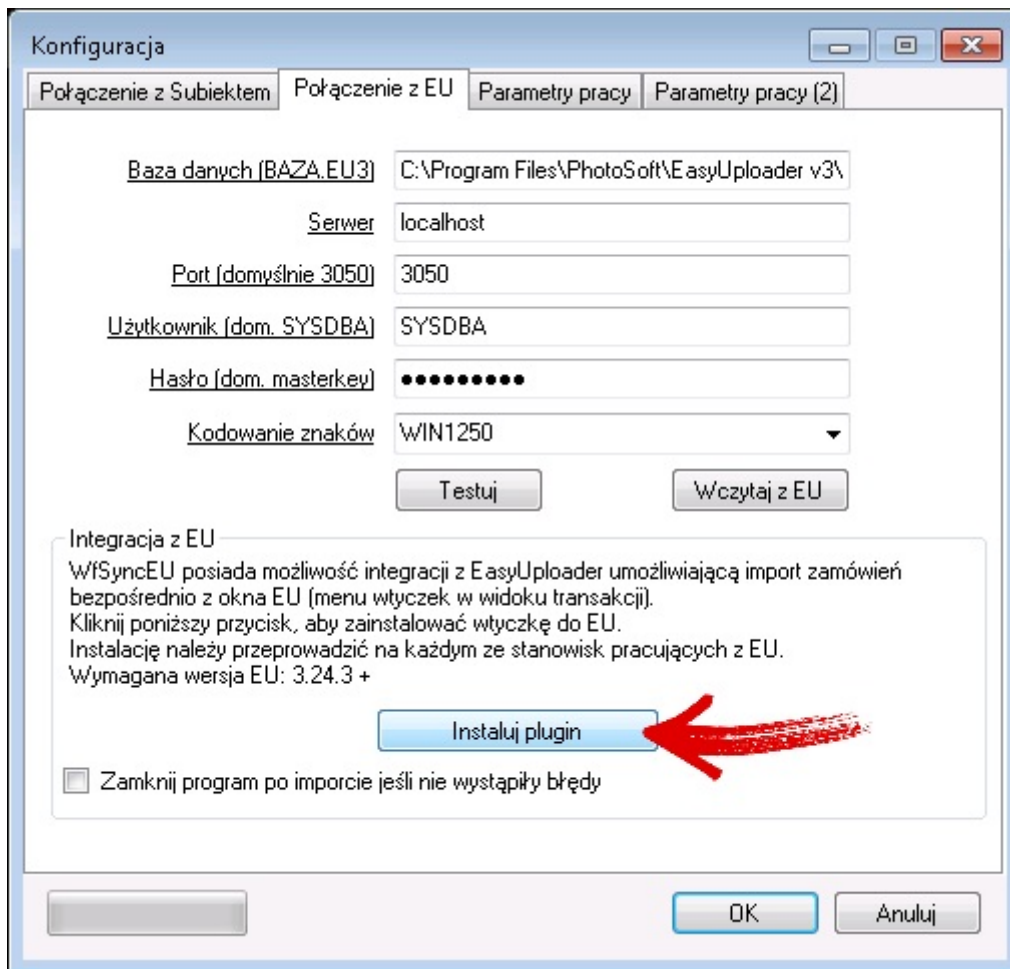 Konfiguracja
Połączenie z Subiektem Połączenie z EU Parametry pracy Parametry pracy (2)
Baza danych (BAZA.EU3) C:\Program Files\PhotoSoft\EasyUploader v3\
Serwer localhost
Port (domyślnie 3050) 3050
Użytkownik (dom. SYSDBA) SYSDBA
Hasło (dom. masterkey) •••••••••
Kodowanie znaków WIN1250
Testuj Wczytaj z EU
Integracja z EU
WfSyncEU posiada możliwość integracji z EasyUploader umożliwiającą import zamówień
bezpośrednio z okna EU (menu wtyczek w widoku transakcji).
Kliknij poniższy przycisk, aby zainstalować wtyczkę do EU.
Instalację należy przeprowadzić na każdym ze stanowisk pracujących z EU.
Wymagana wersja EU: 3.24.3 +
Instaluj plugin
Zamknij program po imporcie jeśli nie wystąpiły błędy
OK Anuluj